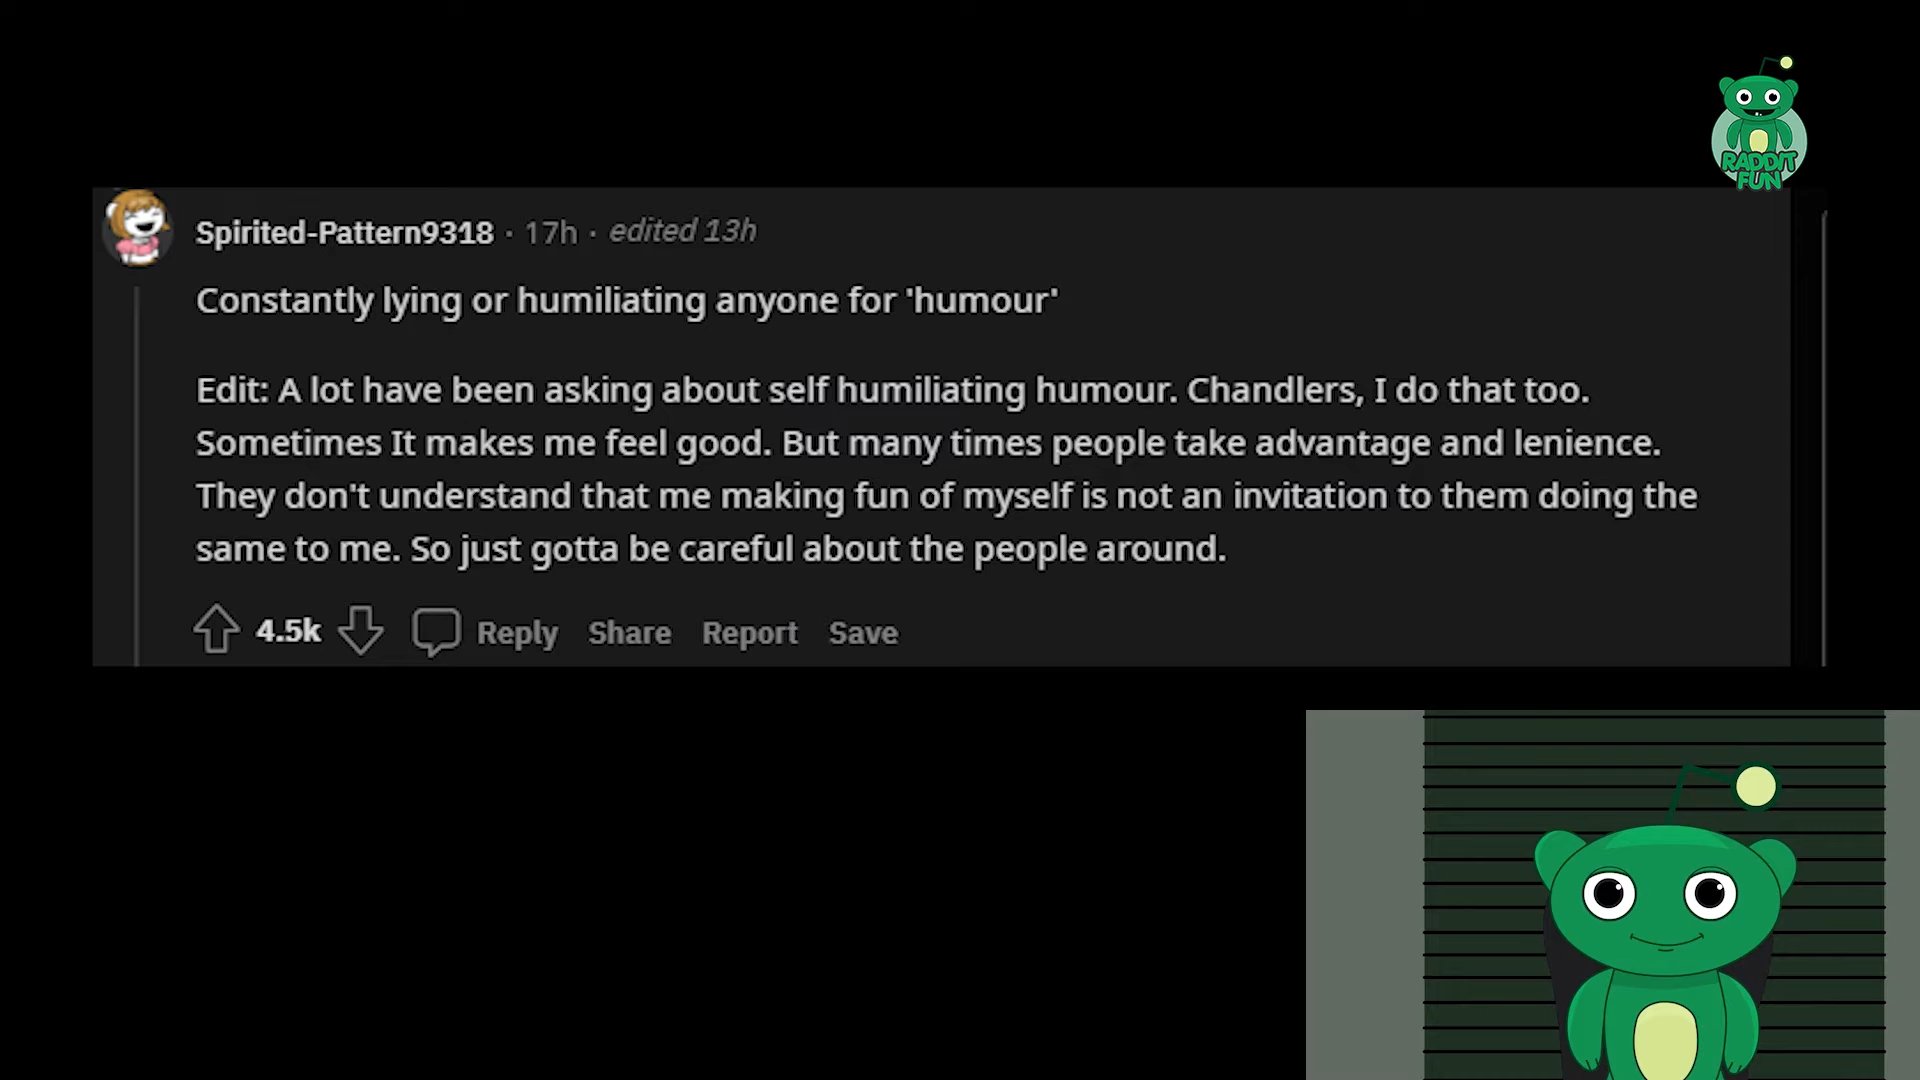 RADDIT
FUN
Spirited-Pattern9318 · 17h · edited 13h
Constantly lying or humiliating anyone for 'humour'
Edit: A lot have been asking about self humiliating humour. Chandlers, I do that too.
Sometimes It makes me feel good. But many times people take advantage and lenience.
They don't understand that me making fun of myself is not an invitation to them doing the
same to me. So just gotta be careful about the people around.
4.5k Reply Share Report Save